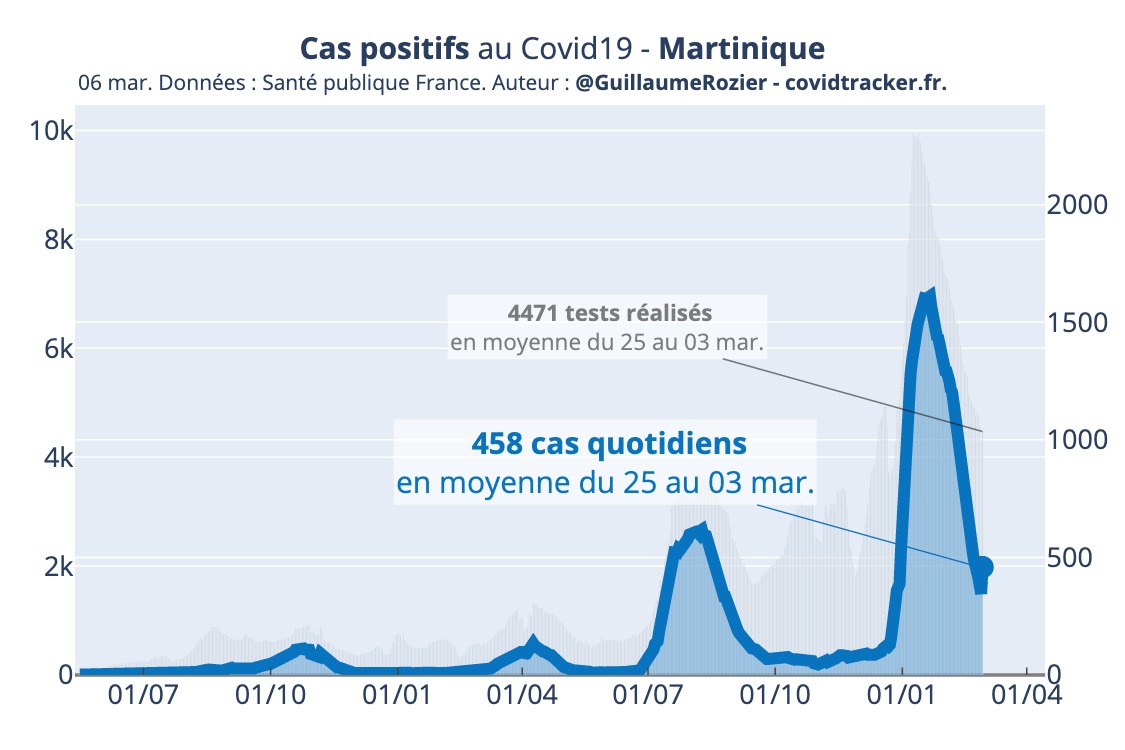 Cas positifs au Covid19 - Martinique
06 mar. Données : Santé publique France. Auteur : @GuillaumeRozier - covidtracker.fr.
10k
8k
6k
4k
2k
0
2000
1500
1000
500
0
4471 tests réalisés
en moyenne du 25 au 03 mar.
458 cas quotidiens
en moyenne du 25 au 03 mar.
01/07 01/10 01/01 01/04 01/07 01/10 01/01 01/04